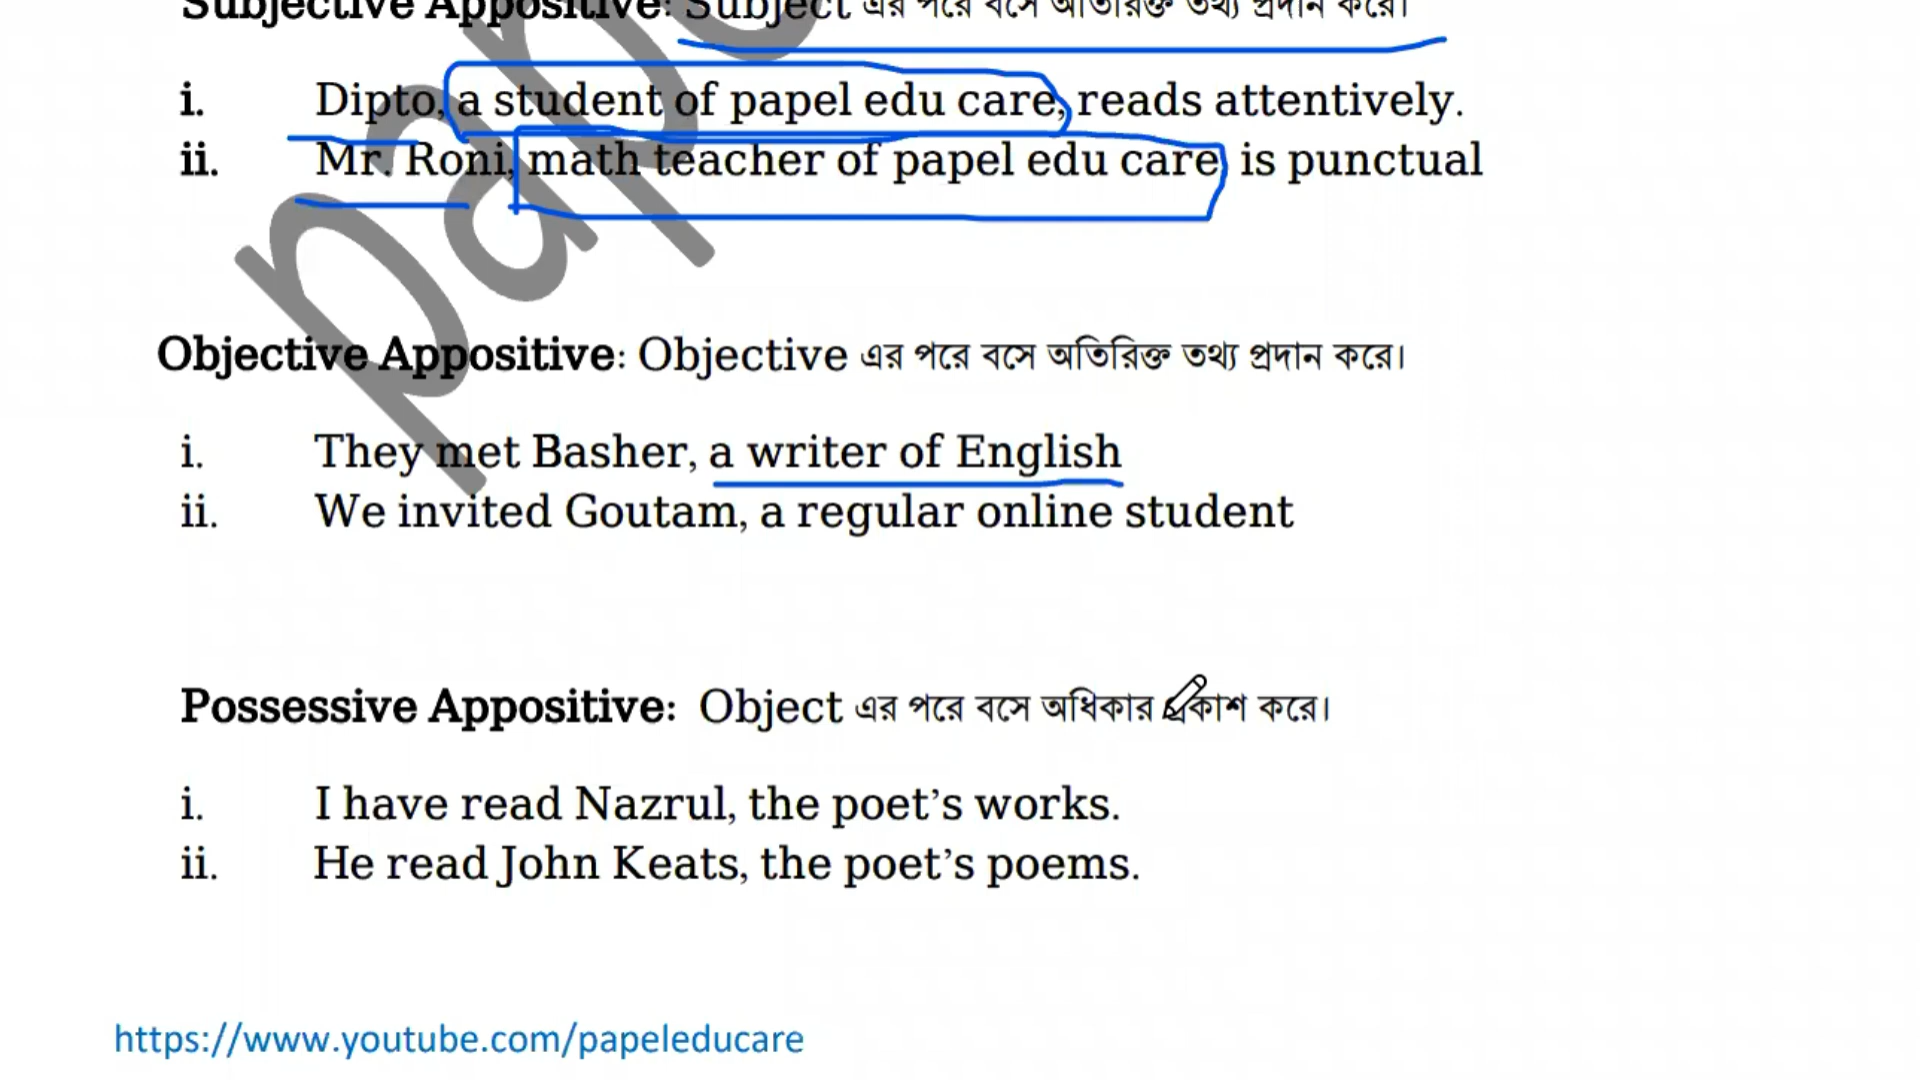 Subjective Appositive: Subject এর পরে বসে অতিরিক্ত তথ্য প্রদান করে।
i. Dipto, a student of papel edu care, reads attentively.
ii. Mr. Roni, math teacher of papel edu care, is punctual
Objective Appositive: Objective এর পরে বসে অতিরিক্ত তথ্য প্রদান করে।
i. They met Basher, a writer of English
ii. We invited Goutam, a regular online student
Possessive Appositive: Object এর পরে বসে অধিকার প্রকাশ করে।
i. I have read Nazrul, the poet’s works.
ii. He read John Keats, the poet’s poems.
https://www.youtube.com/papeleducare